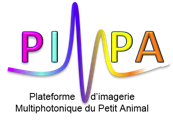 PIMPA
Plateforme d'imagerie
Multiphotonique du Petit Animal